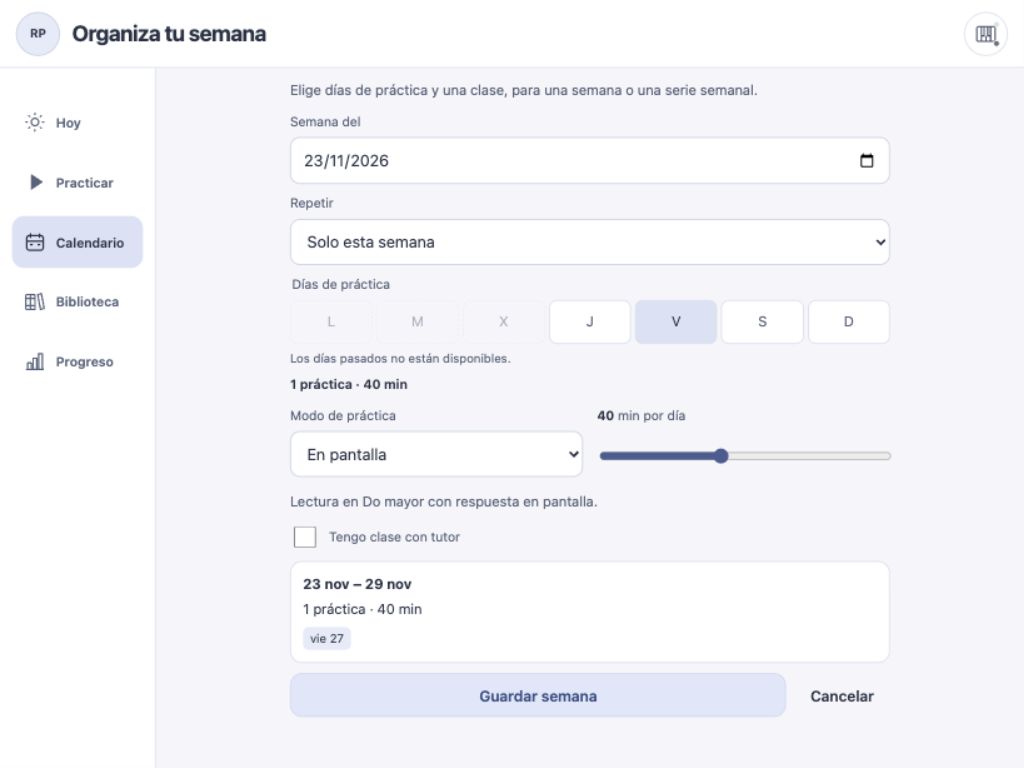 RP
Organiza tu semana
Hoy
Practicar
Calendario
Biblioteca
Progreso
Elige días de práctica y una clase, para una semana o una serie semanal.
Semana del
23/11/2026
Repetir
Solo esta semana
Días de práctica
L M X J V S D
Los días pasados no están disponibles.
1 práctica · 40 min
Modo de práctica
40 min por día
En pantalla
Lectura en Do mayor con respuesta en pantalla.
Tengo clase con tutor
23 nov – 29 nov
1 práctica · 40 min
vie 27
Guardar semana
Cancelar